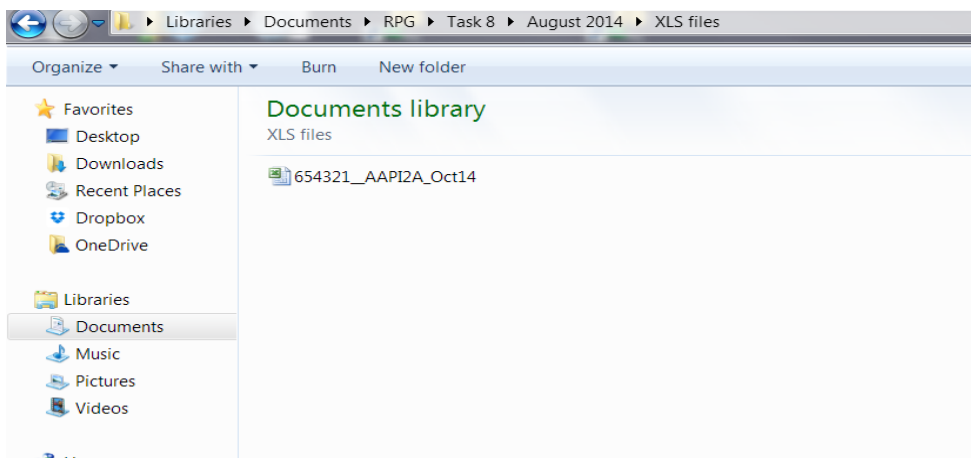 Libraries Documents RPG Task 8 August 2014 XLS files
Organize Share with Burn New folder
Favorites
Desktop
Downloads
Recent Places
Dropbox
OneDrive
Libraries
Documents
Music
Pictures
Videos
Documents library
XLS files
654321__AAPI2A_Oct14